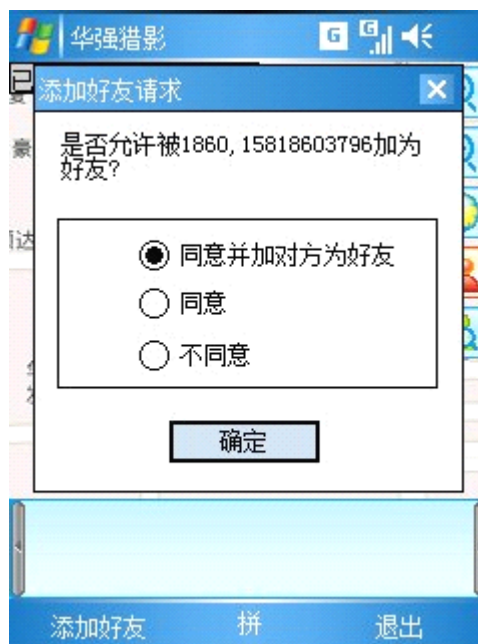 华强猎影
G
G
已
添加好友请求
是否允许被1860, 15818603796加为
好友?
豪
达
同意并加对方为好友
同意
不同意
确定
添加好友
拼
退出